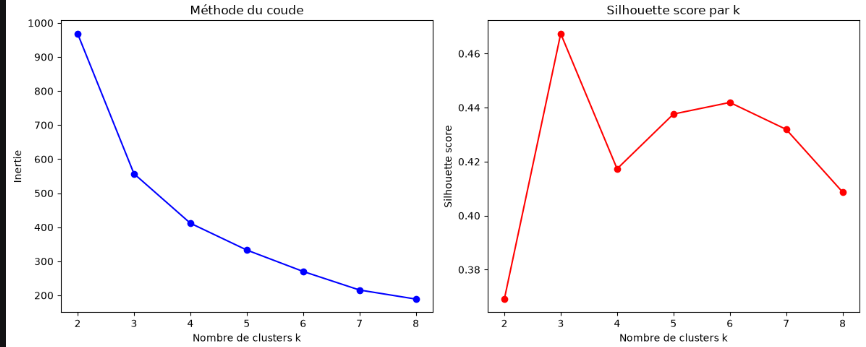 Méthode du coude
1000
900
800
700
600
500
400
300
200
Inertie
2 3 4 5 6 7 8
Nombre de clusters k
Silhouette score par k
0.46
0.44
0.42
0.40
0.38
Silhouette score
2 3 4 5 6 7 8
Nombre de clusters k